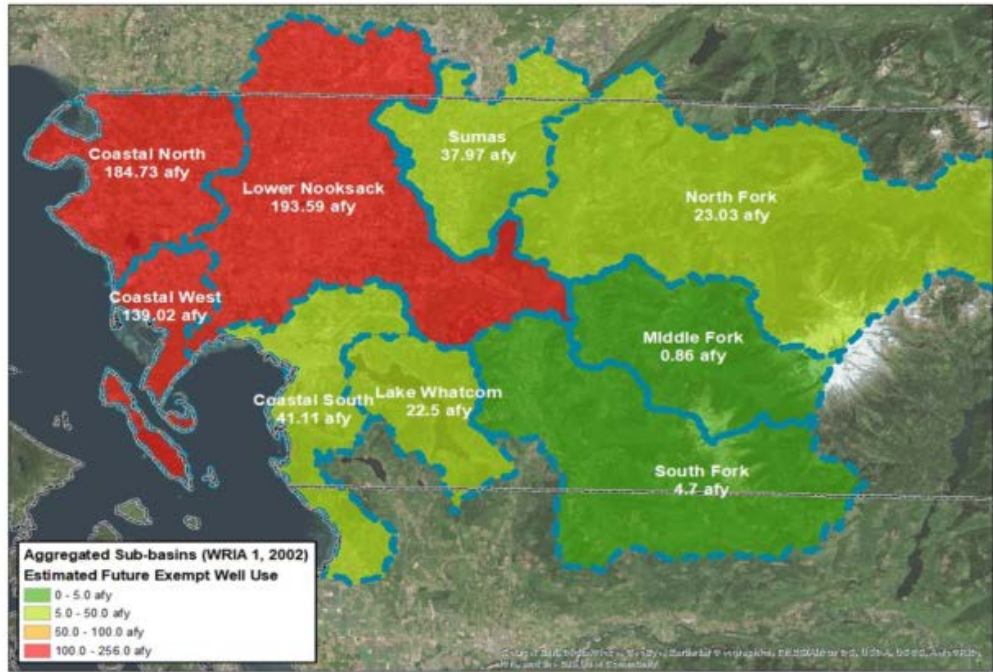 Coastal North
184.73 afy
Lower Nooksack
193.59 afy
Sumas
37.97 afy
North Fork
23.03 afy
Coastal West
139.02 afy
Middle Fork
0.86 afy
Coastal South
41.11 afy
Lake Whatcom
22.5 afy
South Fork
4.7 afy
Aggregated Sub-basins (WRIA 1, 2002)
Estimated Future Exempt Well Use
0 - 5.0 afy
5.0 - 50.0 afy
50.0 - 100.0 afy
100.0 - 256.0 afy